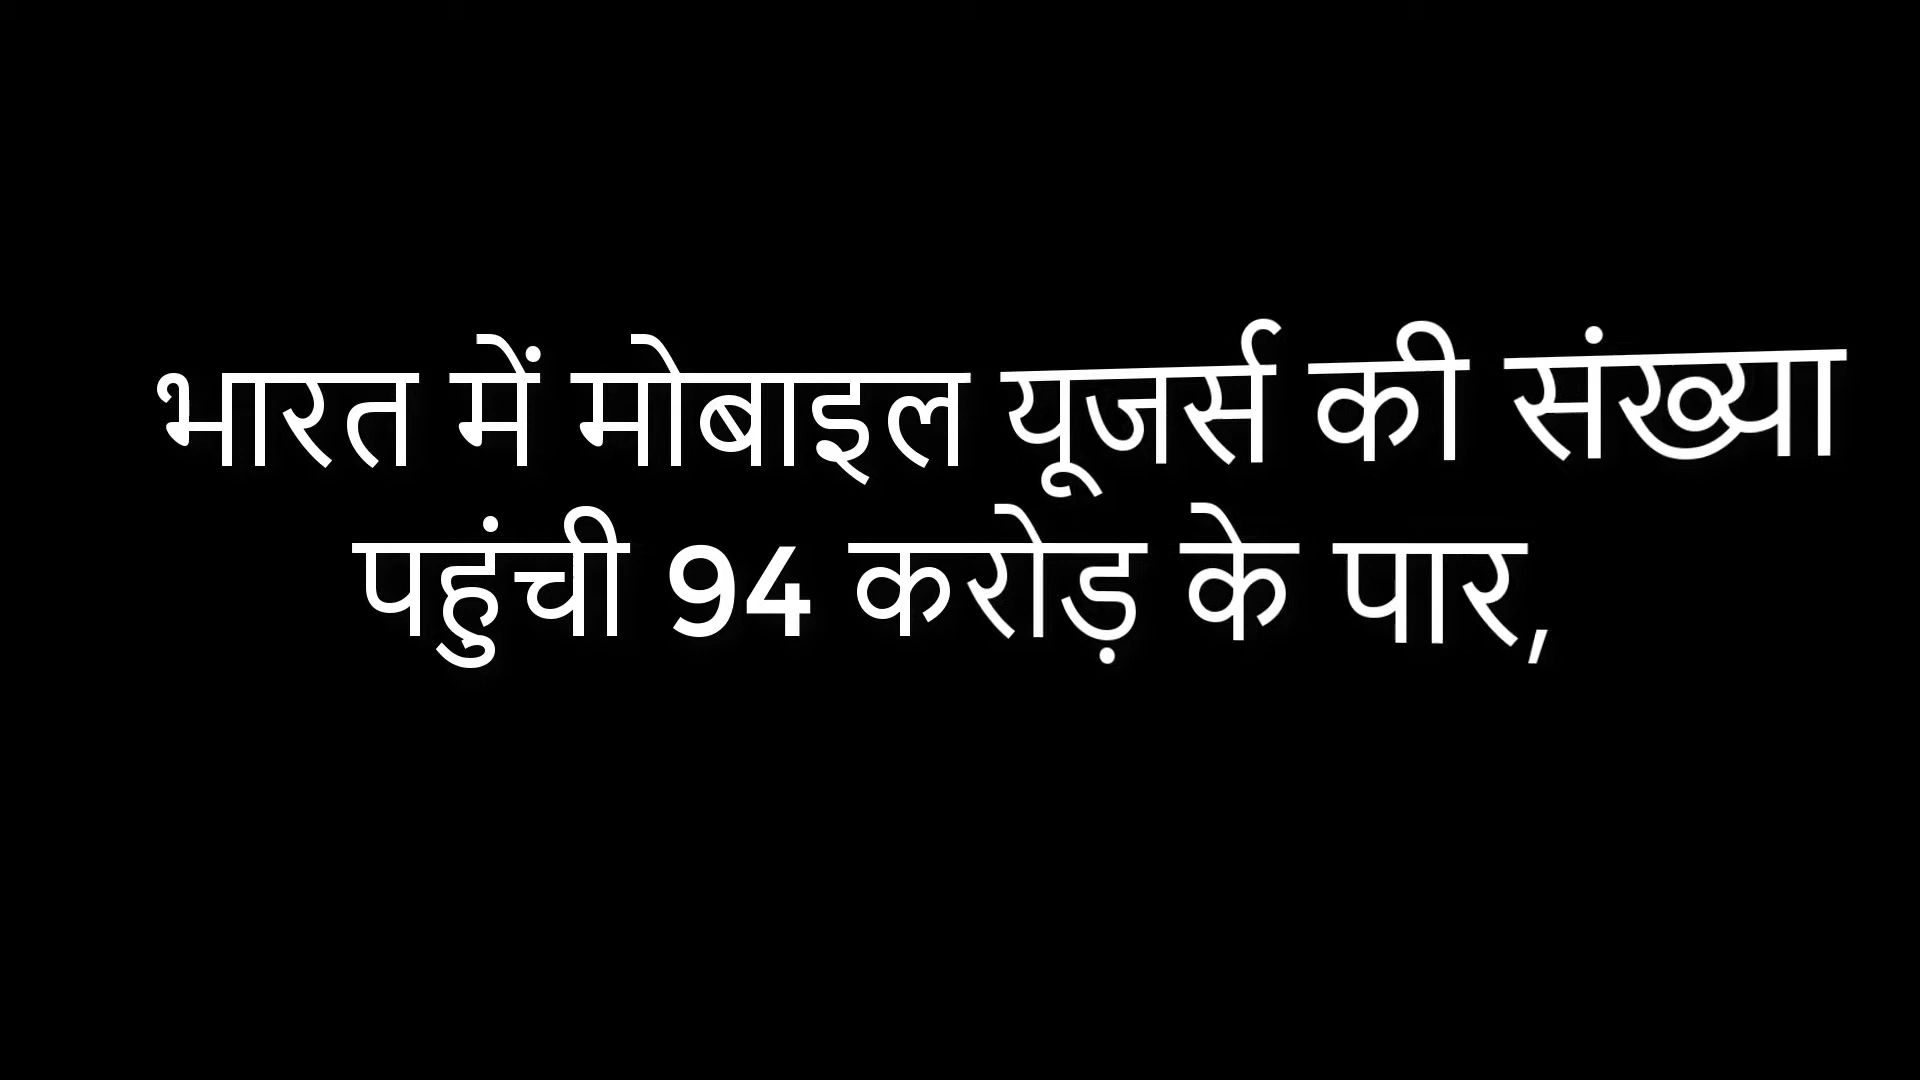 भारत में मोबाइल यूजर्स की संख्या
पहुंची 94 करोड़ के पार,